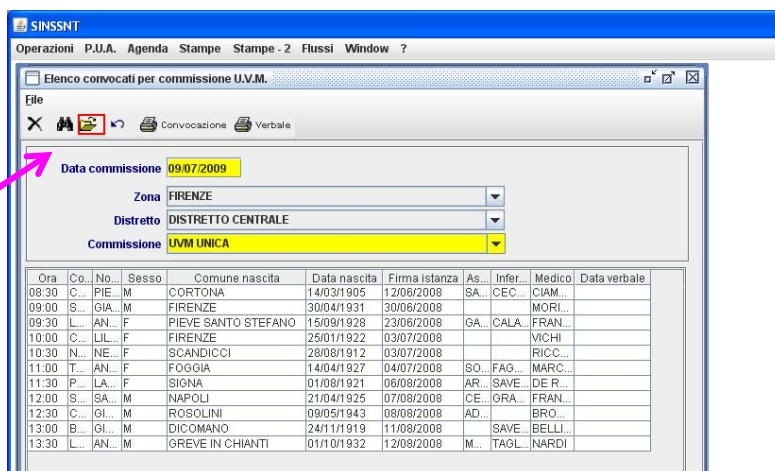 SINSSNT
Operazioni P.U.A. Agenda Stampe Stampe - 2 Flussi Window ?
Elenco convocati per commissione U.V.M.
File
Convocazione Verbale
Data commissione 09/07/2009
Zona FIRENZE
Distretto DISTRETTO CENTRALE
Commissione UVM UNICA
Ora Co... No... Sesso Comune nascita Data nascita Firma istanza As... Infer... Medico Data verbale
08:30 C... PIE... M CORTONA 14/03/1905 12/06/2008 SA... CEC... CIAM...
09:00 S... GIA... M FIRENZE 30/04/1931 30/06/2008 MORI...
09:30 L... AN... F PIEVE SANTO STEFANO 15/09/1928 23/06/2008 GA... CALA... FRAN...
10:00 C... LIL... F FIRENZE 25/01/1922 03/07/2008 VICHI
10:30 N... NE... F SCANDICCI 28/08/1912 03/07/2008 RICC...
11:00 T... AN... F FOGGIA 14/04/1927 04/07/2008 SO... FAG... MARC...
11:30 P... LA... F SIGNA 01/08/1921 06/08/2008 AR... SAVE... DE R...
12:00 S... SA... M NAPOLI 21/04/1925 07/08/2008 CE... GRA... FRAN...
12:30 C... GI... M ROSOLINI 09/05/1943 08/08/2008 AD... BRO...
13:00 B... GI... M DICOMANO 24/11/1919 11/08/2008 SAVE... BELLI...
13:30 L... AN... M GREVE IN CHIANTI 01/10/1932 12/08/2008 M... TAGL... NARDI